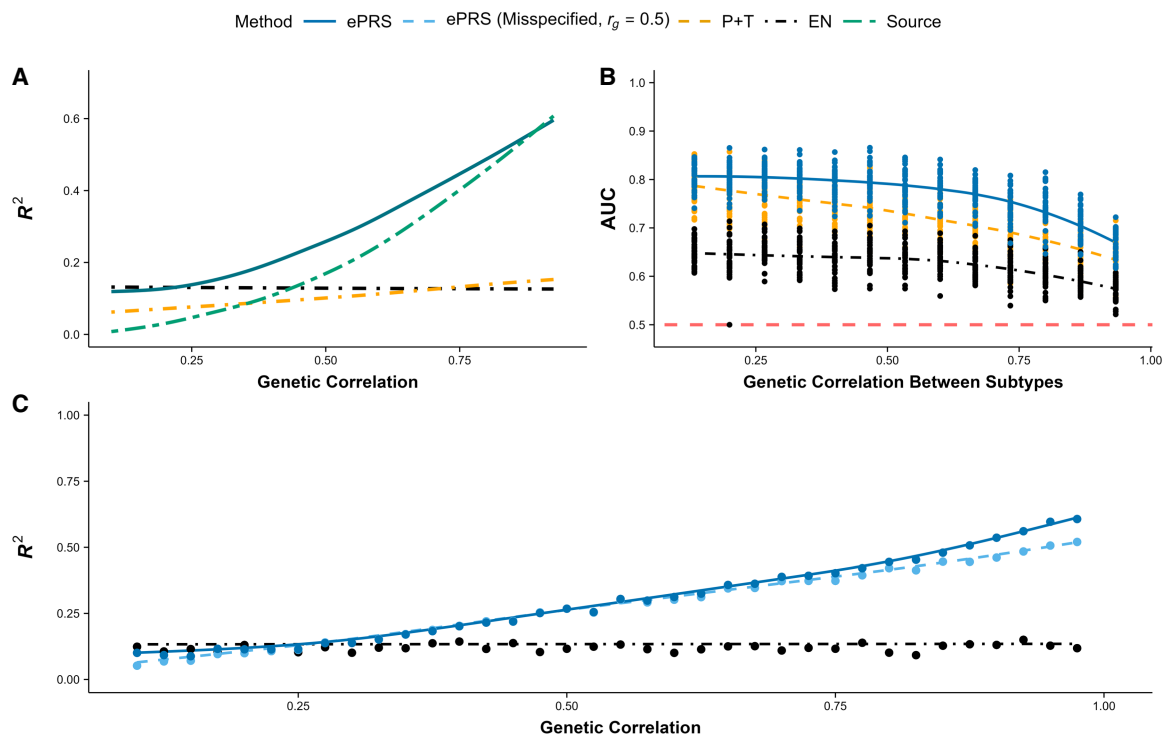 Method ePRS ePRS (Misspecified, r_g = 0.5) P+T EN Source
A
R²
0.6
0.4
0.2
0.0
0.25 0.50 0.75
Genetic Correlation
B
AUC
1.0
0.9
0.8
0.7
0.6
0.5
0.25 0.50 0.75 1.00
Genetic Correlation Between Subtypes
C
R²
1.00
0.75
0.50
0.25
0.00
0.25 0.50 0.75 1.00
Genetic Correlation